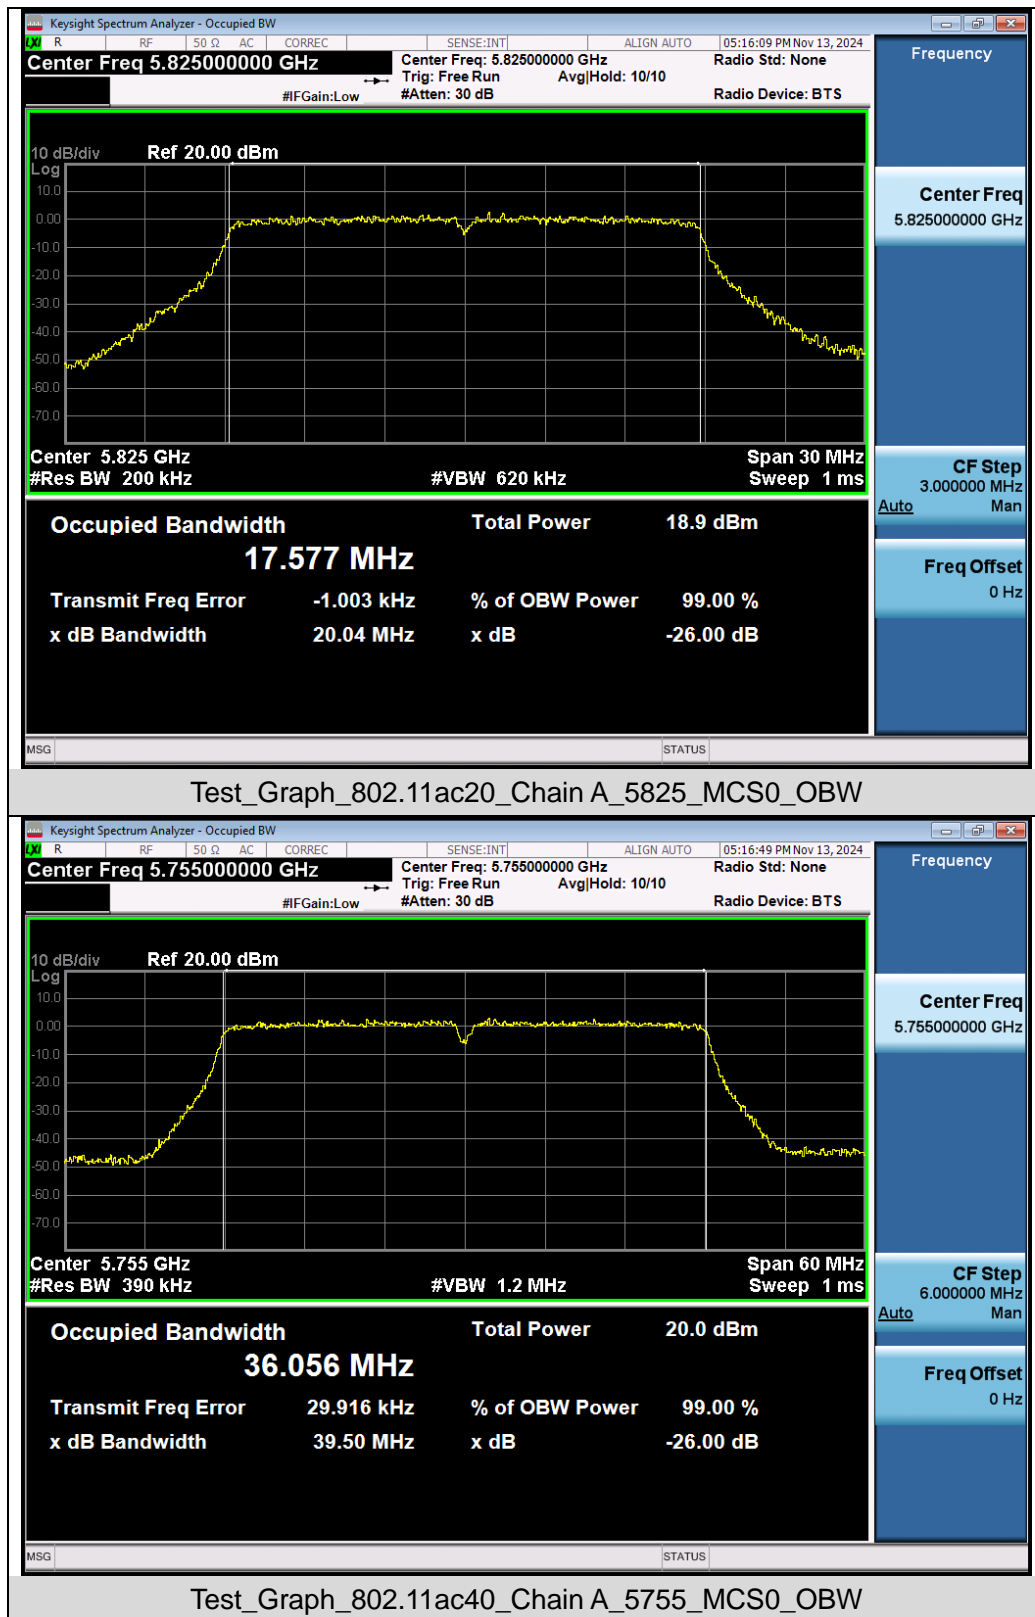 Keysight Spectrum Analyzer - Occupied BW
LXI R RF 50 Ω AC CORREC SENSE:INT ALIGN AUTO 05:16:09 PM Nov 13, 2024
Center Freq 5.825000000 GHz
Center Freq: 5.825000000 GHz Radio Std: None
Trig: Free Run Avg|Hold: 10/10
#IFGain:Low #Atten: 30 dB Radio Device: BTS
10 dB/div Ref 20.00 dBm
Log
10.0
0.00
-10.0
-20.0
-30.0
-40.0
-50.0
-60.0
-70.0
Center 5.825 GHz Span 30 MHz
#Res BW 200 kHz #VBW 620 kHz Sweep 1 ms
Occupied Bandwidth Total Power 18.9 dBm
17.577 MHz
Transmit Freq Error -1.003 kHz % of OBW Power 99.00 %
x dB Bandwidth 20.04 MHz x dB -26.00 dB
MSG STATUS
Frequency
Center Freq
5.825000000 GHz
CF Step
3.000000 MHz
Auto Man
Freq Offset
0 Hz
Test_Graph_802.11ac20_Chain A_5825_MCS0_OBW
Keysight Spectrum Analyzer - Occupied BW
LXI R RF 50 Ω AC CORREC SENSE:INT ALIGN AUTO 05:16:49 PM Nov 13, 2024
Center Freq 5.755000000 GHz
Center Freq: 5.755000000 GHz Radio Std: None
Trig: Free Run Avg|Hold: 10/10
#IFGain:Low #Atten: 30 dB Radio Device: BTS
10 dB/div Ref 20.00 dBm
Log
10.0
0.00
-10.0
-20.0
-30.0
-40.0
-50.0
-60.0
-70.0
Center 5.755 GHz Span 60 MHz
#Res BW 390 kHz #VBW 1.2 MHz Sweep 1 ms
Occupied Bandwidth Total Power 20.0 dBm
36.056 MHz
Transmit Freq Error 29.916 kHz % of OBW Power 99.00 %
x dB Bandwidth 39.50 MHz x dB -26.00 dB
MSG STATUS
Frequency
Center Freq
5.755000000 GHz
CF Step
6.000000 MHz
Auto Man
Freq Offset
0 Hz
Test_Graph_802.11ac40_Chain A_5755_MCS0_OBW